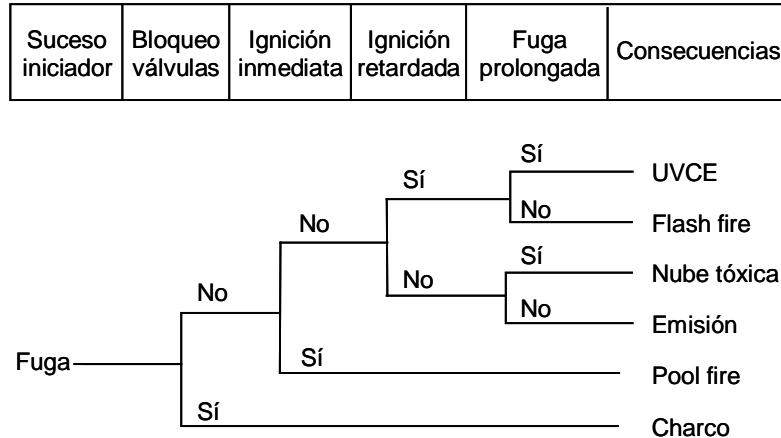 Suceso iniciador
Bloqueo válvulas
Ignición inmediata
Ignición retardada
Fuga prolongada
Consecuencias
Sí
Sí
UVCE
No
No
Flash fire
Sí
Nube tóxica
No
No
No
Emisión
Fuga
Sí
Pool fire
Sí
Charco